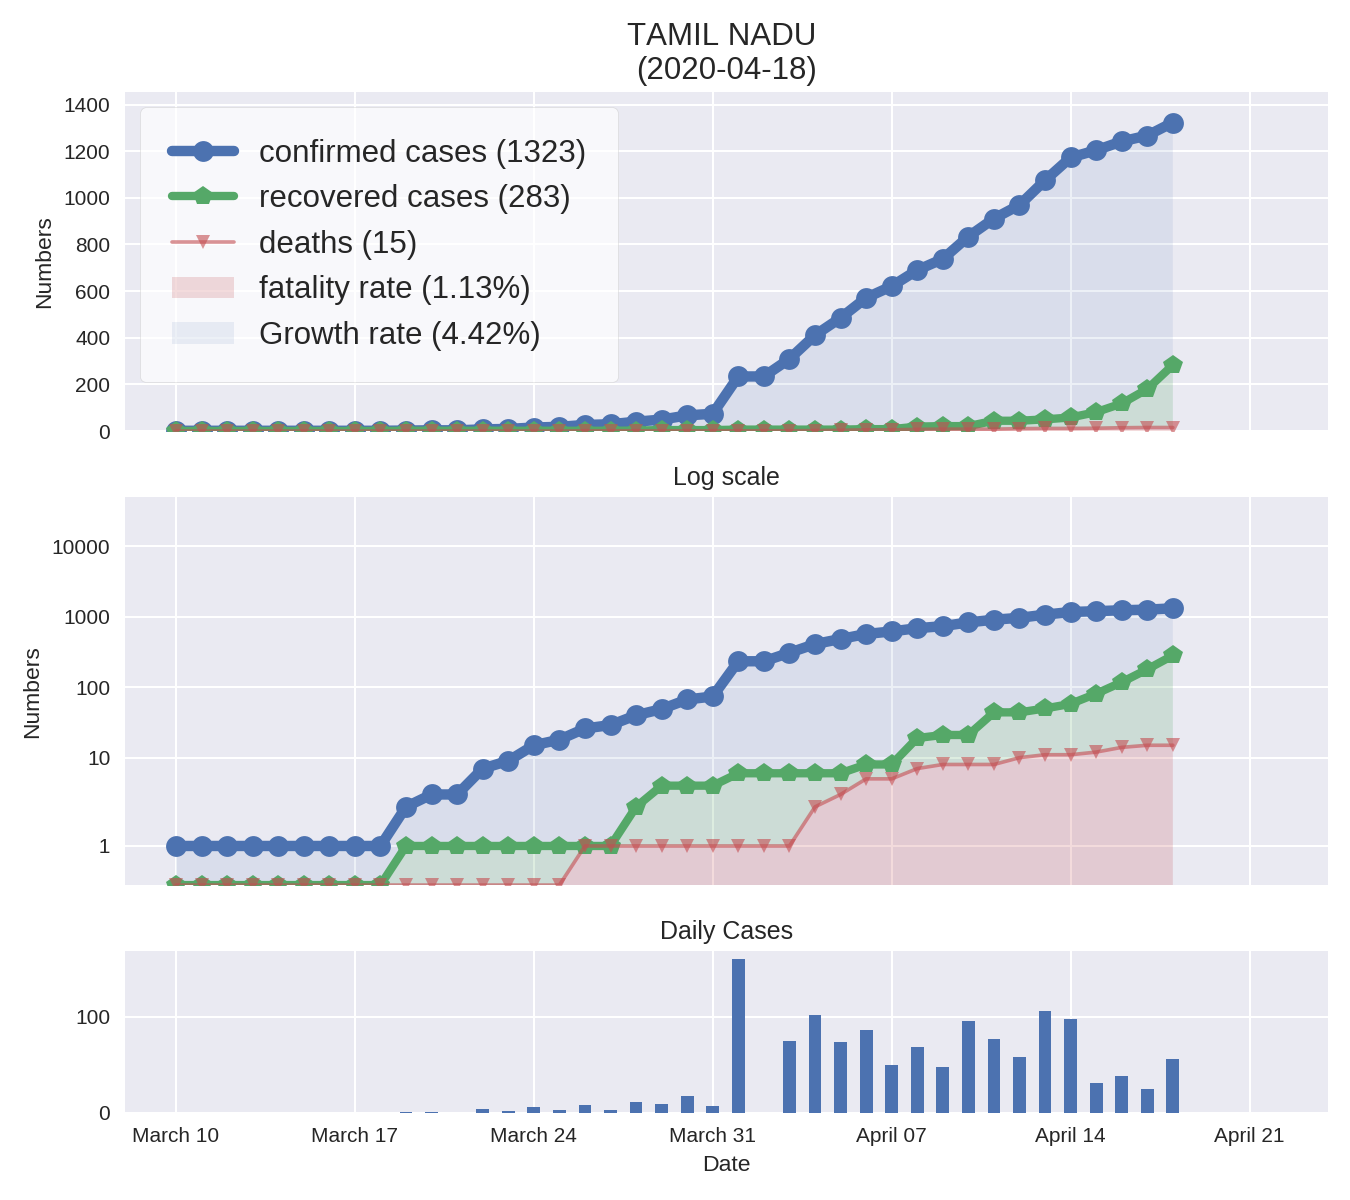 TAMIL NADU
(2020-04-18)
1400
1200
1000
800
600
400
200
0
Numbers
confirmed cases (1323)
recovered cases (283)
deaths (15)
fatality rate (1.13%)
Growth rate (4.42%)
Log scale
10000
1000
100
10
1
Numbers
Daily Cases
100
0
March 10 March 17 March 24 March 31 April 07 April 14 April 21
Date